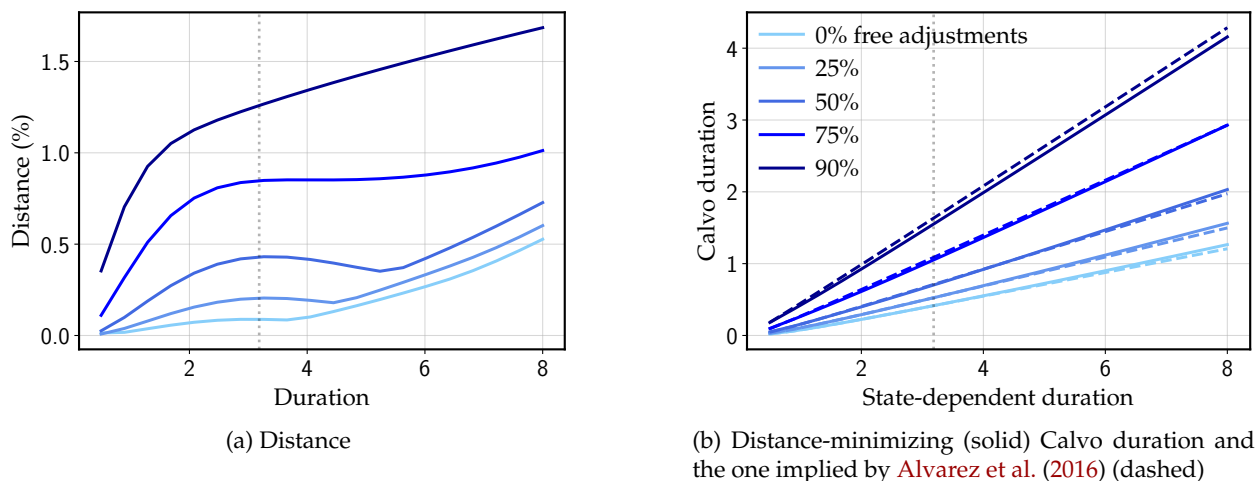 Distance (%)
1.5
1.0
0.5
0.0
2
4
6
8
Duration
(a) Distance
Calvo duration
4
3
2
1
0
0% free adjustments
25%
50%
75%
90%
2
4
6
8
State-dependent duration
(b) Distance-minimizing (solid) Calvo duration and
the one implied by Alvarez et al. (2016) (dashed)